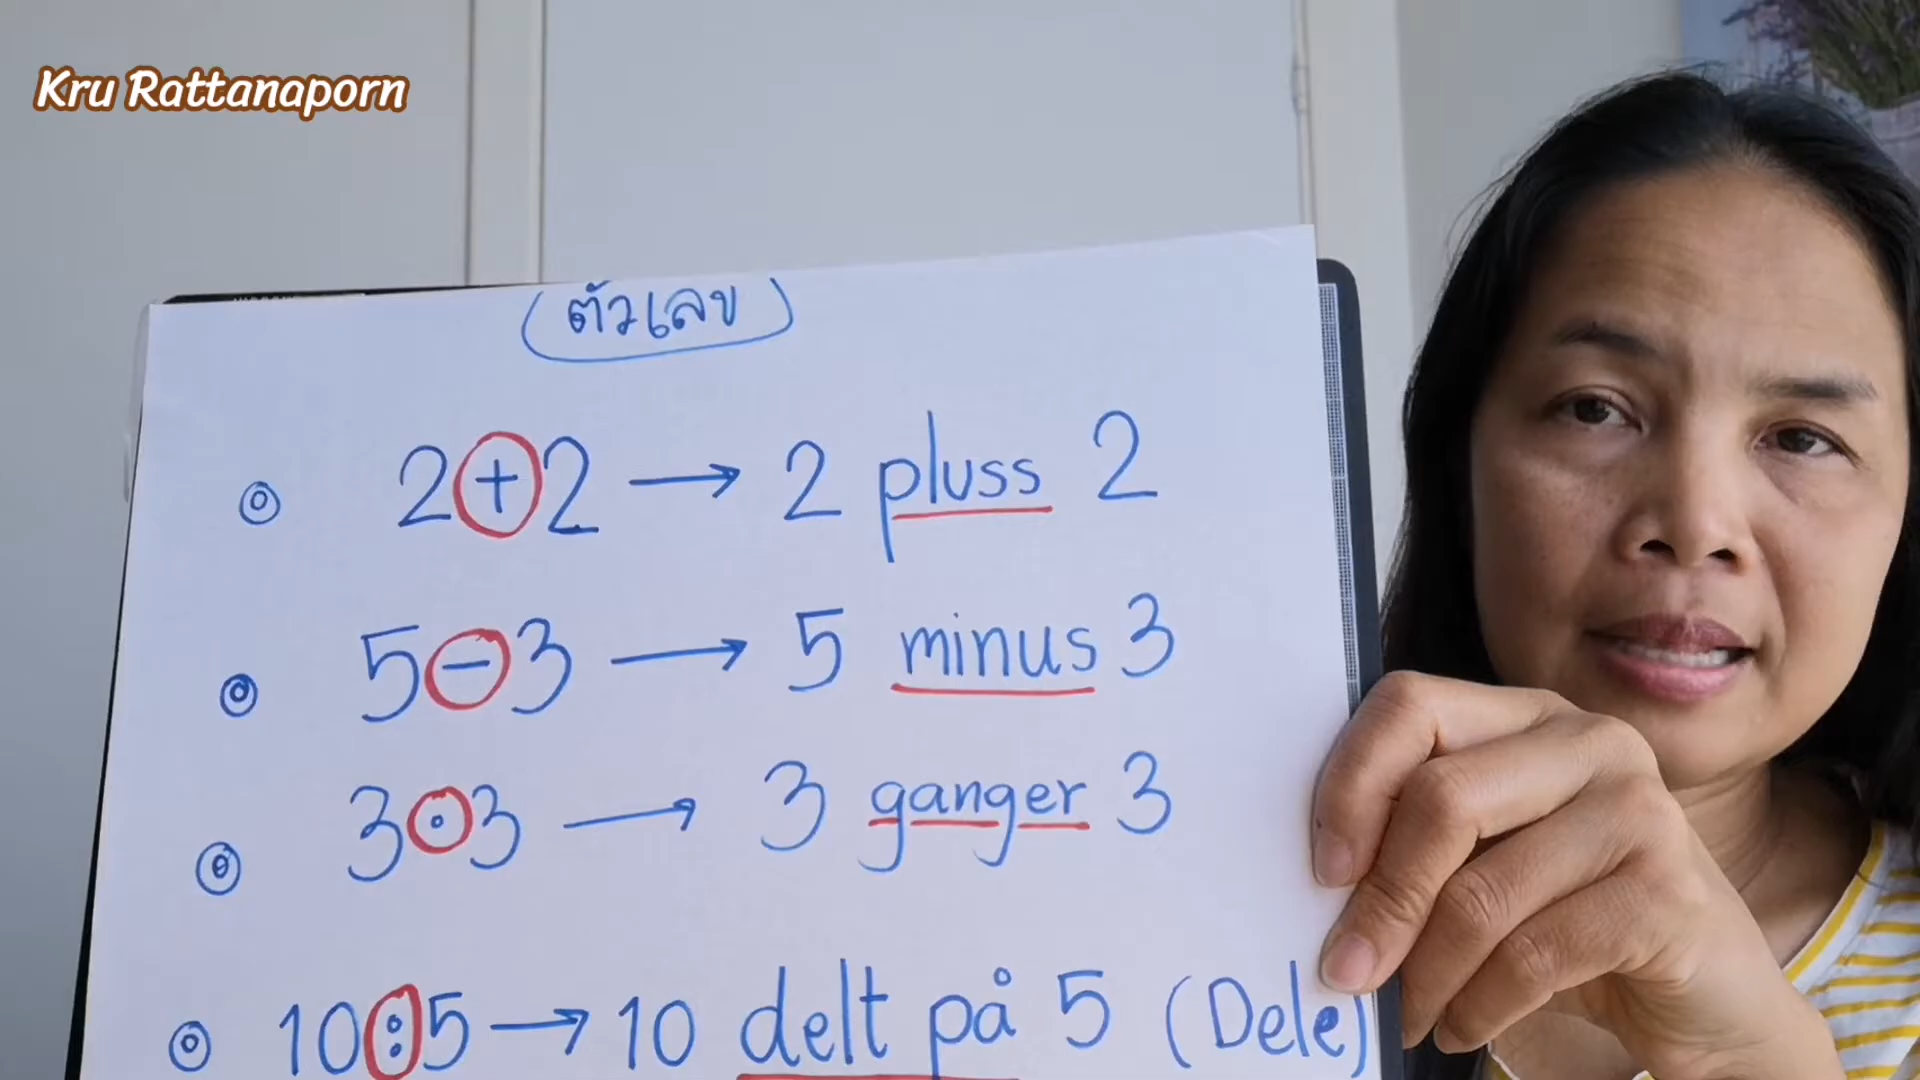 Kru Rattanaporn
ตัวเลข
2+2 → 2 pluss 2
5-3 → 5 minus 3
3·3 → 3 ganger 3
10:5 → 10 delt på 5 (Dele)